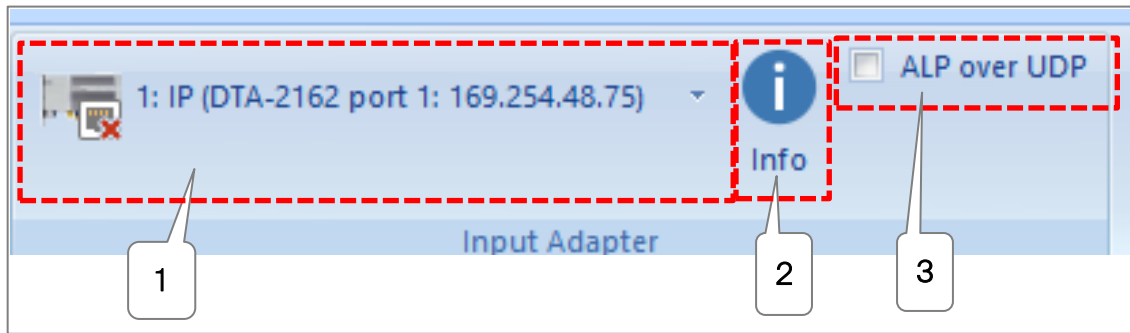 1: IP (DTA-2162 port 1: 169.254.48.75)
Info
ALP over UDP
Input Adapter
1
2
3